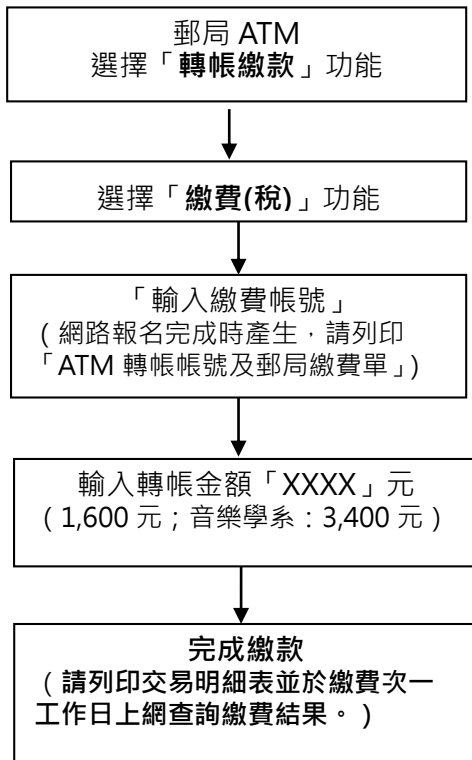 郵局 ATM
選擇「轉帳繳款」功能
選擇「繳費(稅)」功能
「輸入繳費帳號」
（網路報名完成時產生，請列印
「ATM 轉帳帳號及郵局繳費單」)
輸入轉帳金額「XXXX」元
（1,600 元；音樂學系：3,400 元）
完成繳款
（請列印交易明細表並於繳費次一
工作日上網查詢繳費結果。）